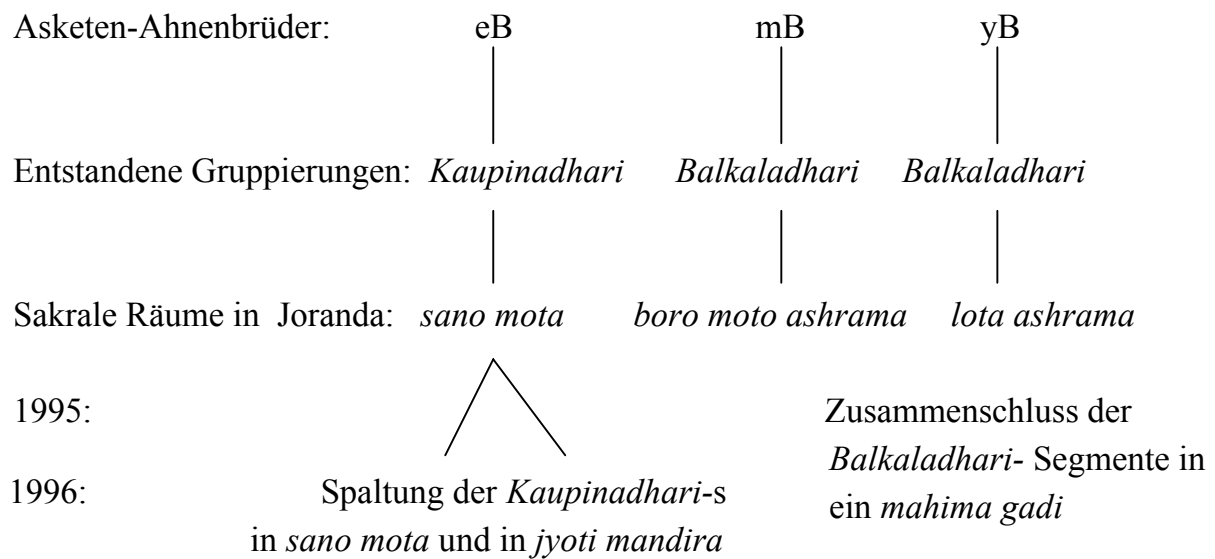 Asketen-Ahnenbrüder: eB mB yB
Entstandene Gruppierungen: Kaupinadhari Balkaladhari Balkaladhari
Sakrale Räume in Joranda: sano mota boro moto ashrama lota ashrama
1995: Zusammenschluss der
Balkaladhari- Segmente in
1996: Spaltung der Kaupinadhari-s
ein mahima gadi
in sano mota und in jyoti mandira